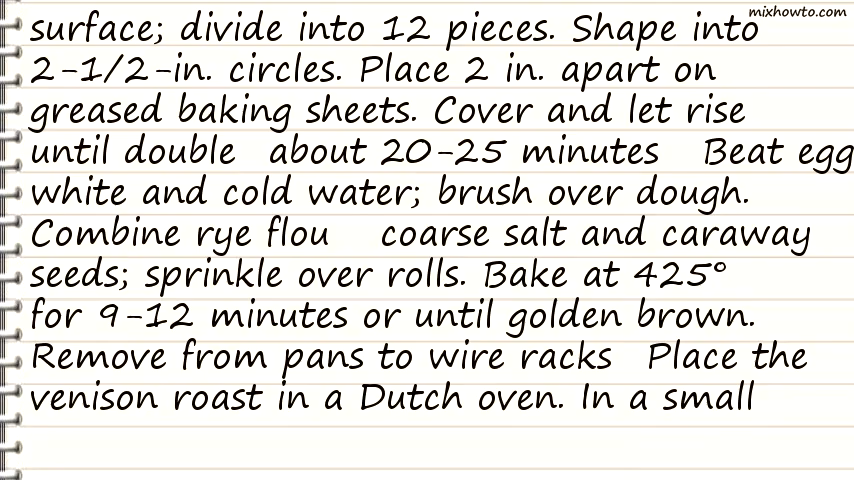 mixhowto.com
surface; divide into 12 pieces. Shape into
2-1/2-in. circles. Place 2 in. apart on
greased baking sheets. Cover and let rise
until double about 20-25 minutes Beat egg
white and cold water; brush over dough.
Combine rye flou coarse salt and caraway
seeds; sprinkle over rolls. Bake at 425°
for 9-12 minutes or until golden brown.
Remove from pans to wire racks Place the
venison roast in a Dutch oven. In a small